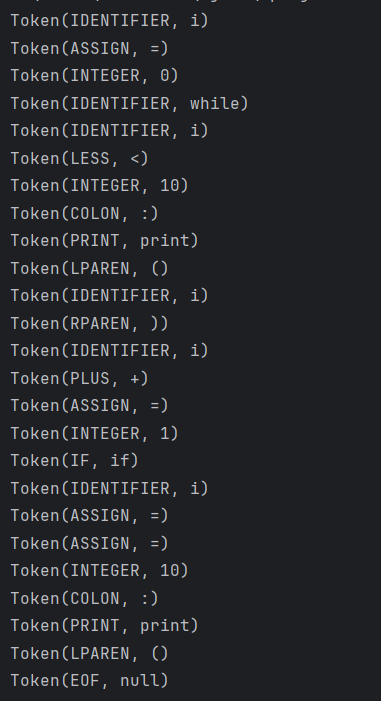 Token(IDENTIFIER, i)
Token(ASSIGN, =)
Token(INTEGER, 0)
Token(IDENTIFIER, while)
Token(IDENTIFIER, i)
Token(LESS, <)
Token(INTEGER, 10)
Token(COLON, :)
Token(PRINT, print)
Token(LPAREN, ()
Token(IDENTIFIER, i)
Token(RPAREN, ))
Token(IDENTIFIER, i)
Token(PLUS, +)
Token(ASSIGN, =)
Token(INTEGER, 1)
Token(IF, if)
Token(IDENTIFIER, i)
Token(ASSIGN, =)
Token(ASSIGN, =)
Token(INTEGER, 10)
Token(COLON, :)
Token(PRINT, print)
Token(LPAREN, ()
Token(EOF, null)